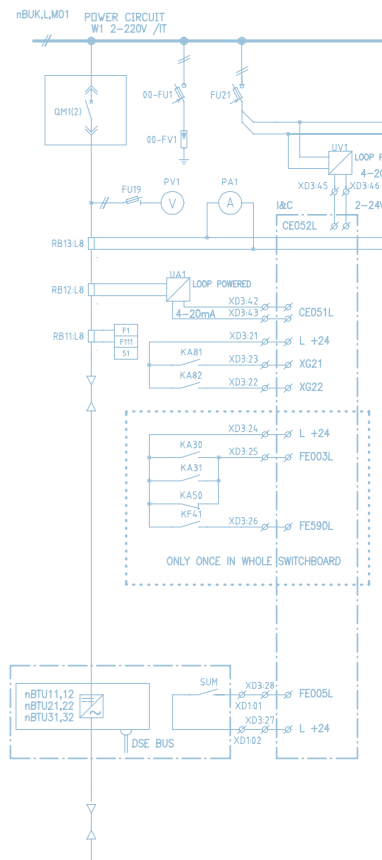 nBUK,L,M01
POWER CIRCUIT
W1 2-220V /IT
QM1(2)
00-FU1
FU21
00-FV1
UV1
LOOP P
4-20
XD3:45
XD3:46
FU19
PV1
V
PA1
A
I&C
2-24V
CE052L
RB13:L8
UA1
LOOP POWERED
RB12:L8
4-20mA
XD3:42
XD3:43
CE051L
RB11:L8
F1
F111
S1
XD3:21
L +24
KA81
XD3:23
XG21
KA82
XD3:22
XG22
XD3:24
L +24
KA30
XD3:25
FE003L
KA31
KA50
KF41
XD3:26
FE590L
ONLY ONCE IN WHOLE SWITCHBOARD
nBTU11,12
nBTU21,22
nBTU31,32
SUM
XD3:28
FE005L
XD1:01
XD3:27
L +24
XD1:02
DSE BUS